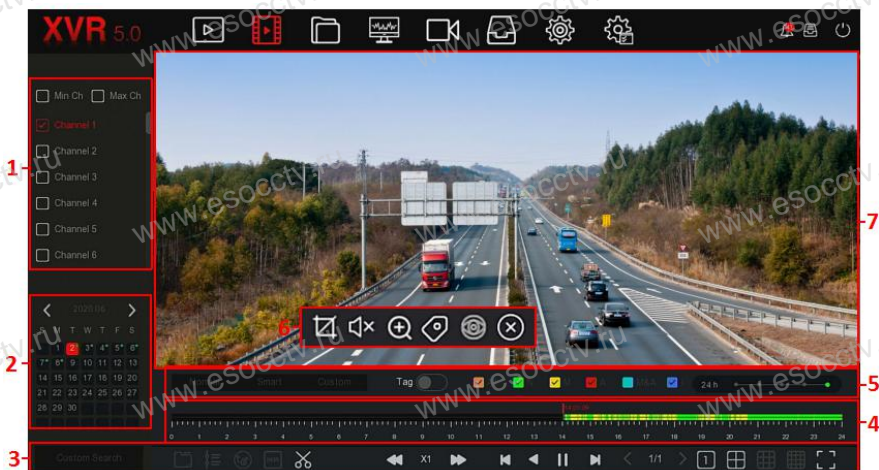 XVR 5.0
Min Ch Max Ch
Channel 1
Channel 2
Channel 3
Channel 4
Channel 5
Channel 6
1
7
6
2
S M T W T F S
1 2 3 4 5 6
7 8 9 10 11 12 13
14 15 16 17 18 19 20
21 22 23 24 25 26 27
28 29 30
Smart Custom Tag
M A M&A
24 h
5
4
0 1 2 3 4 5 6 7 8 9 10 11 12 13 14 15 16 17 18 19 20 21 22 23 24
3
Custom Search
X1
1/1
1
www.esocctv.ru